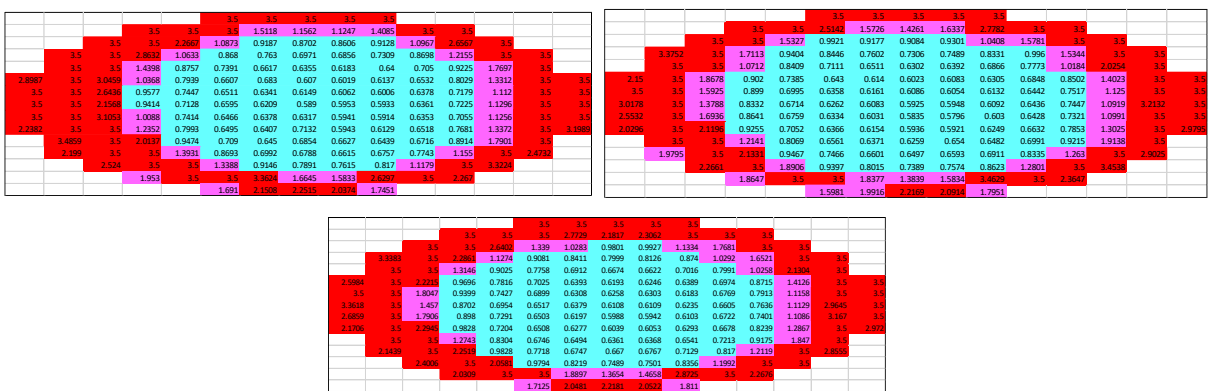 3.5 3.5 3.5 3.5 3.5
3.5 3.5 3.5 1.5118 1.1562 1.1247 1.4085 3.5 3.5
3.5 3.5 2.2667 1.0873 0.9187 0.8702 0.8606 0.9128 1.0967 2.6562 3.5
3.5 3.5 2.8632 1.0633 0.868 0.763 0.6971 0.6856 0.7309 0.8698 1.2155 3.5 3.5
3.5 3.5 1.4398 0.8757 0.7391 0.6617 0.6355 0.6183 0.64 0.705 0.9225 1.7697 3.5
2.8987 3.5 3.0459 1.0368 0.7939 0.6607 0.683 0.607 0.6019 0.6137 0.6532 0.8029 1.3312 3.5 3.5
3.5 3.5 2.6436 0.9577 0.7447 0.6511 0.6341 0.6149 0.6062 0.6006 0.6378 0.7179 1.112 3.5 3.5
3.5 3.5 2.1568 0.9414 0.7128 0.6595 0.6209 0.589 0.5953 0.5933 0.6361 0.7225 1.1296 3.5 3.5
3.5 3.5 3.1053 1.0088 0.7414 0.6466 0.6378 0.6317 0.5941 0.5914 0.6353 0.7055 1.1256 3.5 3.5
2.2387 3.5 3.5 1.2352 0.7993 0.6495 0.6407 0.7132 0.5943 0.6129 0.6518 0.7681 1.3372 3.5 3.1989
3.4859 3.5 2.0137 0.9474 0.709 0.645 0.6854 0.6627 0.6439 0.6716 0.8914 1.7901 3.5
2.199 3.5 3.5 1.3931 0.8693 0.6992 0.6788 0.6615 0.6757 0.7743 1.155 3.5 2.4732
2.524 3.5 3.5 1.3388 0.9146 0.7891 0.7615 0.817 1.1179 3.5 3.3224
1.953 3.5 3.5 3.3624 1.6645 1.5833 2.6297 3.5 2.267
1.691 2.1508 2.2515 2.0374 1.7451
3.5 3.5 3.5 3.5 3.5
3.5 3.5 2.5142 1.5726 1.4261 1.6337 2.7782 3.5 3.5
3.5 3.5 1.5327 0.9921 0.9177 0.9084 0.9301 1.0408 1.5781 3.5
3.3752 3.5 1.7113 0.9404 0.8446 0.7602 0.7306 0.7489 0.8331 0.996 1.5344 3.5
3.5 3.5 1.0712 0.8409 0.7111 0.6511 0.6302 0.6392 0.6866 0.7773 1.0184 2.0254 3.5
2.15 3.5 1.8678 0.902 0.7385 0.643 0.614 0.6023 0.6083 0.6305 0.6848 0.8502 1.4023 3.5 3.5
3.5 3.5 1.5925 0.899 0.6995 0.6358 0.6161 0.6086 0.6054 0.6132 0.6442 0.7517 1.125 3.5 3.5
3.0178 3.5 1.3788 0.8332 0.6714 0.6262 0.6083 0.5925 0.5948 0.6092 0.6436 0.7447 1.0919 3.2132 3.5
2.5532 3.5 1.6936 0.8641 0.6759 0.6334 0.6031 0.5835 0.5796 0.603 0.6428 0.7321 1.0991 3.5 3.5
2.0296 3.5 2.1196 0.9255 0.7052 0.6366 0.6154 0.5936 0.5921 0.6249 0.6632 0.7853 1.3025 3.5 2.9795
3.5 3.5 1.2141 0.8069 0.6561 0.6371 0.6259 0.654 0.6482 0.6991 0.9215 1.9138 3.5
1.9795 3.5 2.1331 0.9467 0.7466 0.6601 0.6497 0.6593 0.6911 0.8335 1.263 3.5 2.9025
2.2661 3.5 1.8906 0.9397 0.8015 0.7389 0.7574 0.8623 1.2801 3.5 3.4538
1.8647 3.5 3.5 1.8377 1.3839 1.5834 3.4629 3.5 2.3647
1.5981 1.9916 2.2169 2.0914 1.7951
3.5 3.5 3.5 3.5 3.5
3.5 3.5 3.5 2.7729 2.1817 2.3062 3.5 3.5 3.5
3.5 3.5 2.6402 1.339 1.0283 0.9801 0.9927 1.1334 1.7681 3.5 3.5
3.3383 3.5 2.2861 1.1274 0.9081 0.8411 0.7999 0.8126 0.874 1.0292 1.6521 3.5
3.5 3.5 1.3146 0.9025 0.7758 0.6912 0.6674 0.6622 0.7016 0.7991 1.0258 2.1304 3.5
2.5984 3.5 2.2215 0.9696 0.7816 0.7025 0.6393 0.6193 0.6246 0.6389 0.6974 0.8715 1.4126 3.5 3.5
3.5 3.5 1.8047 0.9399 0.7427 0.6899 0.6308 0.6258 0.6303 0.6183 0.6769 0.7913 1.1158 3.5 3.5
3.3618 3.5 1.457 0.8702 0.6954 0.6517 0.6379 0.6108 0.6109 0.6235 0.6605 0.7636 1.1129 2.9645 3.5
2.6859 3.5 1.7906 0.898 0.7291 0.6503 0.6197 0.5988 0.5942 0.6103 0.6722 0.7401 1.1086 3.167 3.5
2.1706 3.5 2.2945 0.9828 0.7204 0.6508 0.6277 0.6039 0.6053 0.6293 0.6678 0.8239 1.2867 3.5 2.972
3.5 3.5 1.2743 0.8304 0.6746 0.6494 0.6361 0.6368 0.6541 0.7213 0.9175 1.847 3.5
2.1439 3.5 2.2519 0.9828 0.7718 0.6747 0.667 0.6767 0.7129 0.817 1.2119 3.5 2.8555
2.4006 3.5 2.0581 0.9794 0.8219 0.7489 0.7501 0.8356 1.1992 3.5 3.5
2.0309 3.5 3.5 1.8897 1.3654 1.4658 2.8725 3.5 2.2676
1.7125 2.0481 2.2181 2.0522 1.811